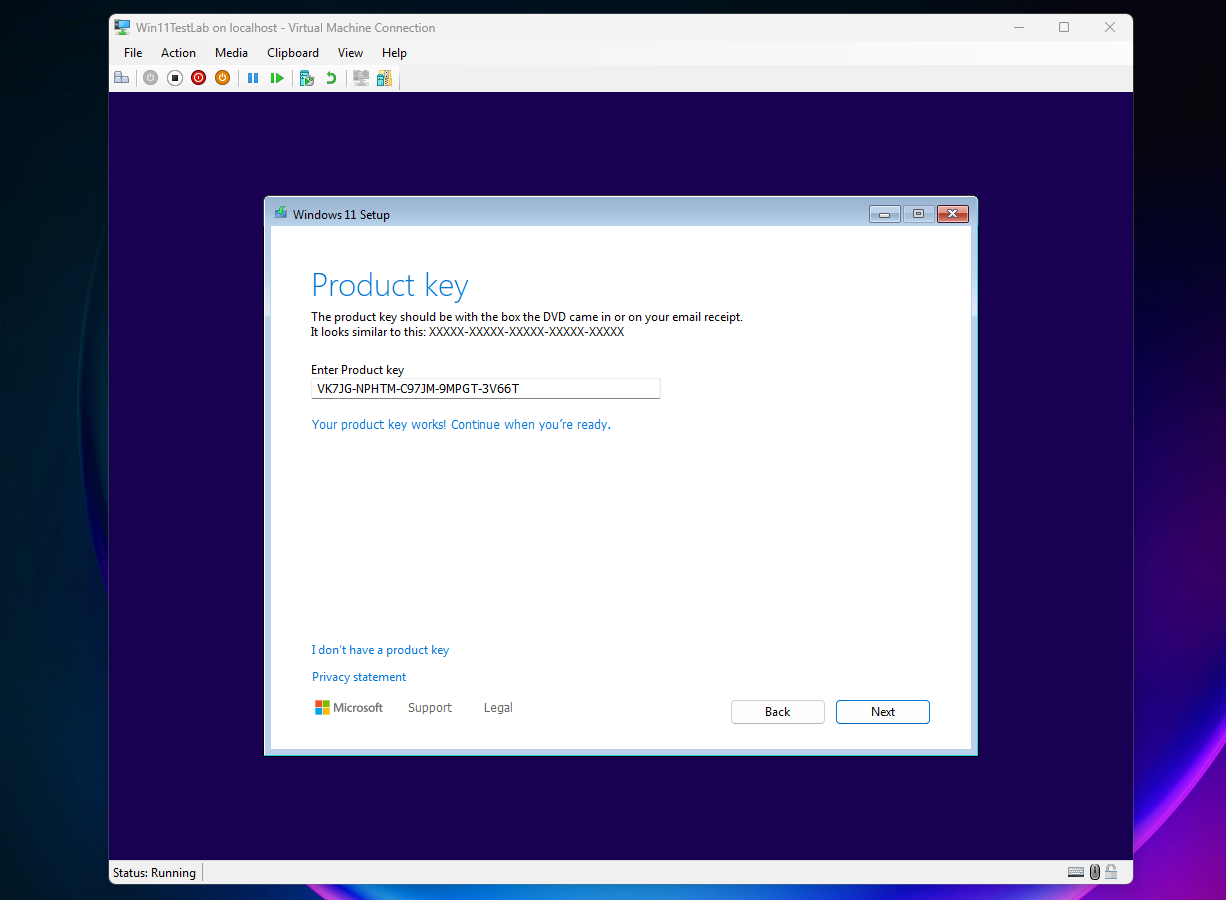 Win11TestLab on localhost - Virtual Machine Connection
File Action Media Clipboard View Help
Windows 11 Setup
Product key
The product key should be with the box the DVD came in or on your email receipt.
It looks similar to this: XXXXX-XXXXX-XXXXX-XXXXX-XXXXX
Enter Product key
VK7JG-NPHTM-C97JM-9MPGT-3V66T
Your product key works! Continue when you're ready.
I don't have a product key
Privacy statement
Microsoft Support Legal
Back Next
Status: Running